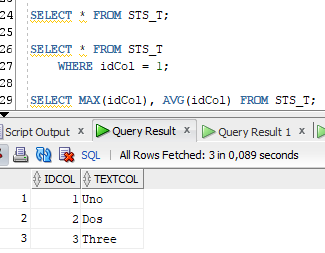 24 SELECT * FROM STS_T;
25
26 SELECT * FROM STS_T
27 WHERE idCol = 1;
28
29 SELECT MAX(idCol), AVG(idCol) FROM STS_T;
Script Output × Query Result × Query Result 1 ×
SQL | All Rows Fetched: 3 in 0,089 seconds
IDCOL TEXTCOL
1 1 Uno
2 2 Dos
3 3 Three